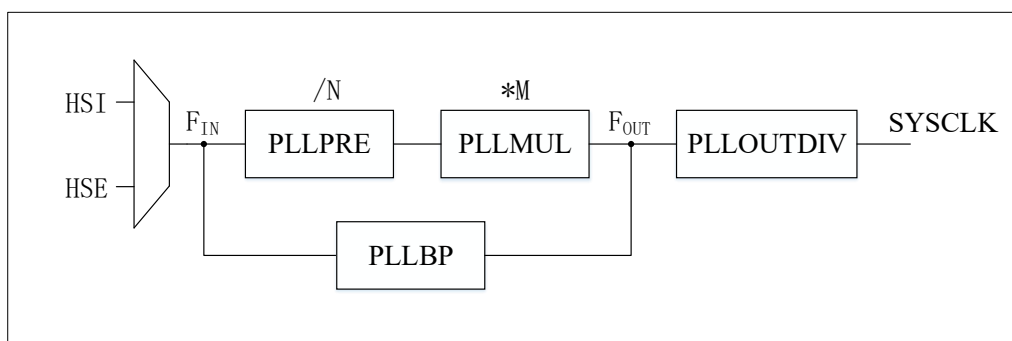 /N
*M
HSI
F_IN
F_OUT
SYSCLK
PLLPRE
PLLMUL
PLLOUTDIV
HSE
PLLBP